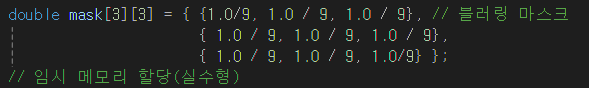 double mask[3][3] = { {1.0/9, 1.0 / 9, 1.0 / 9}, // 블러링 마스크
{ 1.0 / 9, 1.0 / 9, 1.0 / 9},
{ 1.0 / 9, 1.0 / 9, 1.0/9} };
// 임시 메모리 할당(실수형)